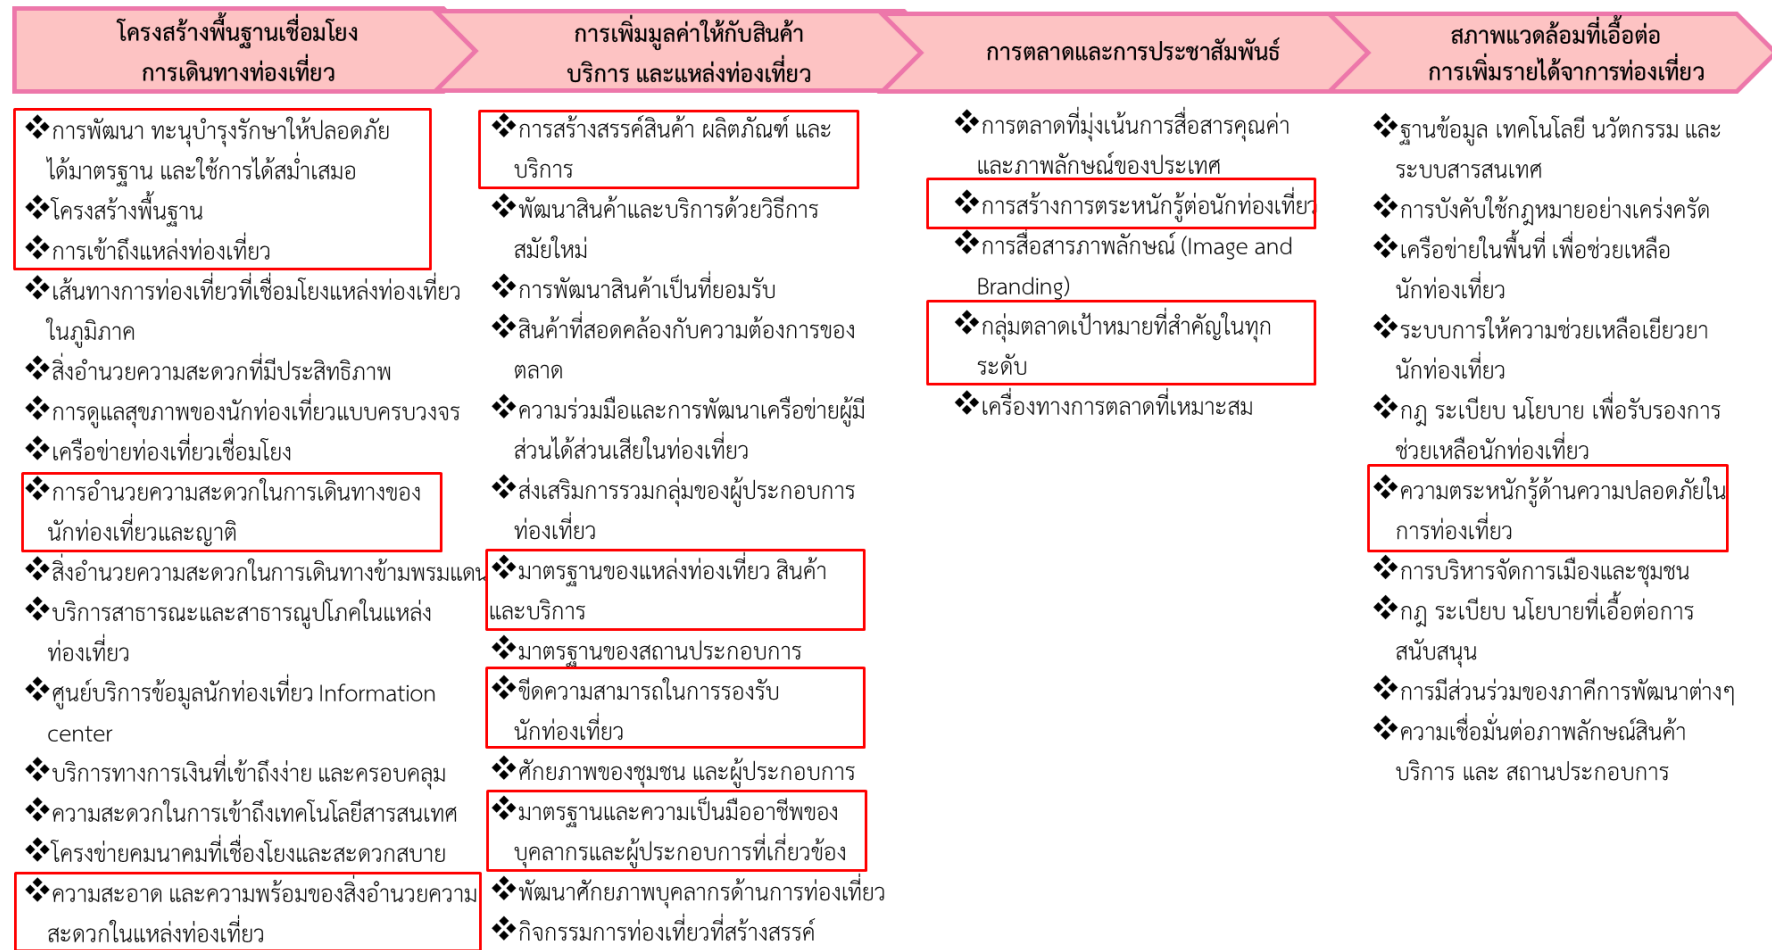 โครงสร้างพื้นฐานเชื่อมโยง
การเดินทางท่องเที่ยว
การเพิ่มมูลค่าให้กับสินค้า
บริการ และแหล่งท่องเที่ยว
การตลาดและการประชาสัมพันธ์
สภาพแวดล้อมที่เอื้อต่อ
การเพิ่มรายได้จาการท่องเที่ยว
❖การพัฒนา ทะนุบำรุงรักษาให้ปลอดภัย
ได้มาตรฐาน และใช้การได้สม่ำเสมอ
❖โครงสร้างพื้นฐาน
❖การเข้าถึงแหล่งท่องเที่ยว
❖เส้นทางการท่องเที่ยวที่เชื่อมโยงแหล่งท่องเที่ยว
ในภูมิภาค
❖สิ่งอำนวยความสะดวกที่มีประสิทธิภาพ
❖การดูแลสุขภาพของนักท่องเที่ยวแบบครบวงจร
❖เครือข่ายท่องเที่ยวเชื่อมโยง
❖การอำนวยความสะดวกในการเดินทางของ
นักท่องเที่ยวและญาติ
❖สิ่งอำนวยความสะดวกในการเดินทางข้ามพรมแดน
❖บริการสาธารณะและสาธารณูปโภคในแหล่ง
ท่องเที่ยว
❖ศูนย์บริการข้อมูลนักท่องเที่ยว Information
center
❖บริการทางการเงินที่เข้าถึงง่าย และครอบคลุม
❖ความสะดวกในการเข้าถึงเทคโนโลยีสารสนเทศ
❖โครงข่ายคมนาคมที่เชื่องโยงและสะดวกสบาย
❖ความสะอาด และความพร้อมของสิ่งอำนวยความ
สะดวกในแหล่งท่องเที่ยว
❖การสร้างสรรค์สินค้า ผลิตภัณฑ์ และ
บริการ
❖พัฒนาสินค้าและบริการด้วยวิธีการ
สมัยใหม่
❖การพัฒนาสินค้าเป็นที่ยอมรับ
❖สินค้าที่สอดคล้องกับความต้องการของ
ตลาด
❖ความร่วมมือและการพัฒนาเครือข่ายผู้มี
ส่วนได้ส่วนเสียในท่องเที่ยว
❖ส่งเสริมการรวมกลุ่มของผู้ประกอบการ
ท่องเที่ยว
❖มาตรฐานของแหล่งท่องเที่ยว สินค้า
และบริการ
❖มาตรฐานของสถานประกอบการ
❖ขีดความสามารถในการรองรับ
นักท่องเที่ยว
❖ศักยภาพของชุมชน และผู้ประกอบการ
❖มาตรฐานและความเป็นมืออาชีพของ
บุคลากรและผู้ประกอบการที่เกี่ยวข้อง
❖พัฒนาศักยภาพบุคลากรด้านการท่องเที่ยว
❖กิจกรรมการท่องเที่ยวที่สร้างสรรค์
❖การตลาดที่มุ่งเน้นการสื่อสารคุณค่า
และภาพลักษณ์ของประเทศ
❖การสร้างการตระหนักรู้ต่อนักท่องเที่ยว
❖การสื่อสารภาพลักษณ์ (Image and
Branding)
❖กลุ่มตลาดเป้าหมายที่สำคัญในทุก
ระดับ
❖เครื่องทางการตลาดที่เหมาะสม
❖ฐานข้อมูล เทคโนโลยี นวัตกรรม และ
ระบบสารสนเทศ
❖การบังคับใช้กฎหมายอย่างเคร่งครัด
❖เครือข่ายในพื้นที่ เพื่อช่วยเหลือ
นักท่องเที่ยว
❖ระบบการให้ความช่วยเหลือเยียวยา
นักท่องเที่ยว
❖กฎ ระเบียบ นโยบาย เพื่อรับรองการ
ช่วยเหลือนักท่องเที่ยว
❖ความตระหนักรู้ด้านความปลอดภัยใน
การท่องเที่ยว
❖การบริหารจัดการเมืองและชุมชน
❖กฎ ระเบียบ นโยบายที่เอื้อต่อการ
สนับสนุน
❖การมีส่วนร่วมของภาคีการพัฒนาต่างๆ
❖ความเชื่อมั่นต่อภาพลักษณ์สินค้า
บริการ และ สถานประกอบการ